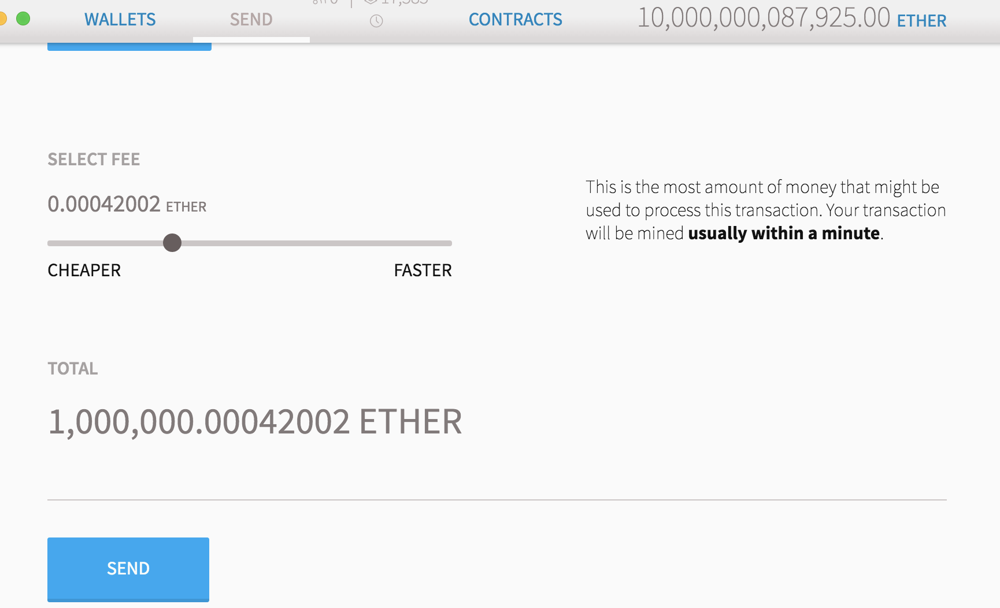 WALLETS SEND CONTRACTS 10,000,000,087,925.00 ETHER
SELECT FEE
0.00042002 ETHER
CHEAPER FASTER
This is the most amount of money that might be
used to process this transaction. Your transaction
will be mined usually within a minute.
TOTAL
1,000,000.00042002 ETHER
SEND